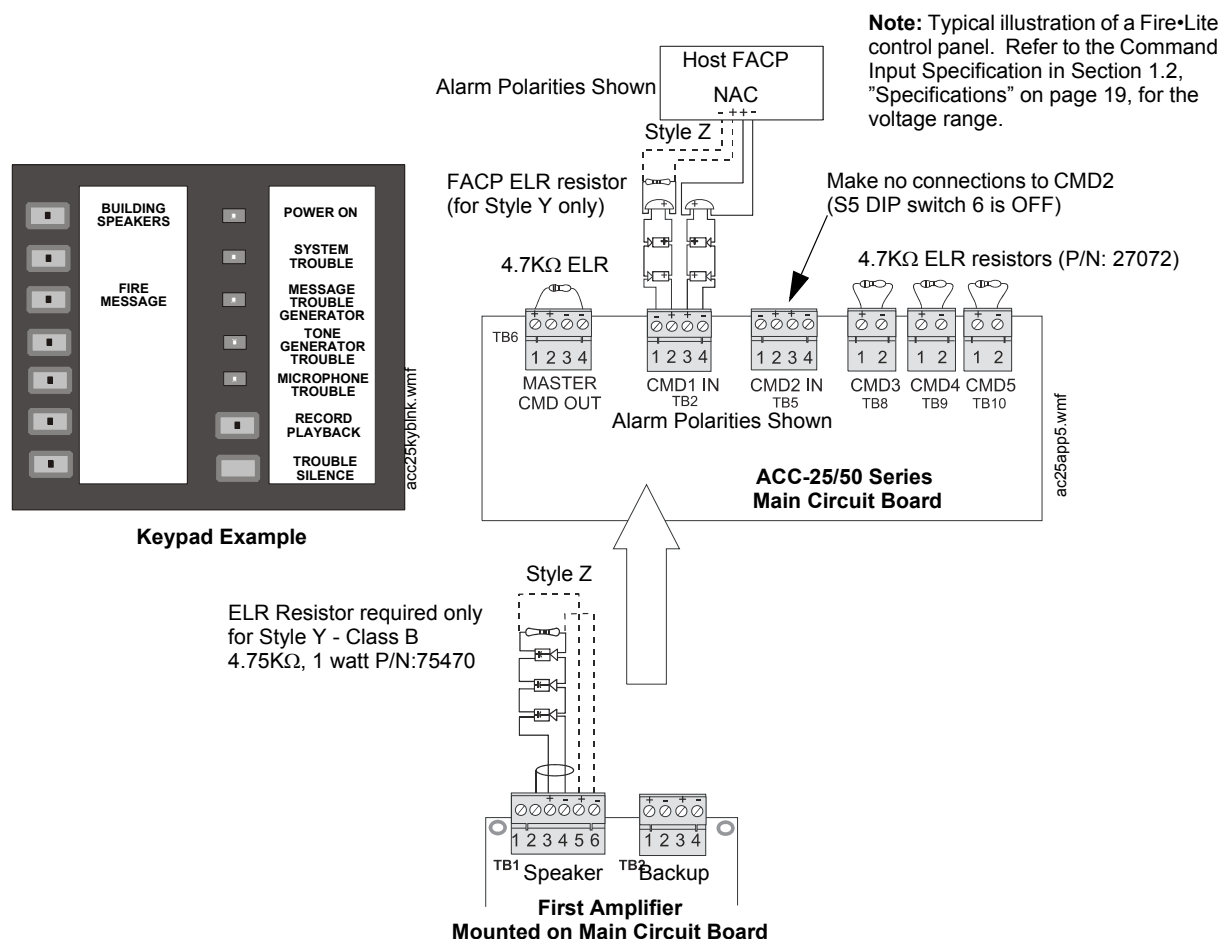 Note: Typical illustration of a Fire•Lite
control panel. Refer to the Command
Input Specification in Section 1.2,
"Specifications" on page 19, for the
voltage range.
Host FACP
NAC
- + + -
Alarm Polarities Shown
Style Z
FACP ELR resistor
(for Style Y only)
Make no connections to CMD2
(S5 DIP switch 6 is OFF)
4.7KΩ ELR
4.7KΩ ELR resistors (P/N: 27072)
BUILDING
SPEAKERS
FIRE
MESSAGE
POWER ON
SYSTEM
TROUBLE
MESSAGE
TROUBLE
GENERATOR
TONE
GENERATOR
TROUBLE
MICROPHONE
TROUBLE
RECORD
PLAYBACK
TROUBLE
SILENCE
acc25kyblnk.wmf
Keypad Example
TB6
+ + - -
1 2 3 4
MASTER
CMD OUT
- + + -
1 2 3 4
CMD1 IN
TB2
- + + -
1 2 3 4
CMD2 IN
TB5
+ -
1 2
CMD3
TB8
+ -
1 2
CMD4
TB9
+ -
1 2
CMD5
TB10
Alarm Polarities Shown
ACC-25/50 Series
Main Circuit Board
ac25app5.wmf
Style Z
ELR Resistor required only
for Style Y - Class B
4.75KΩ, 1 watt P/N:75470
+ - + -
1 2 3 4 5 6
TB1
Speaker
+ - + -
1 2 3 4
TB2
Backup
First Amplifier
Mounted on Main Circuit Board